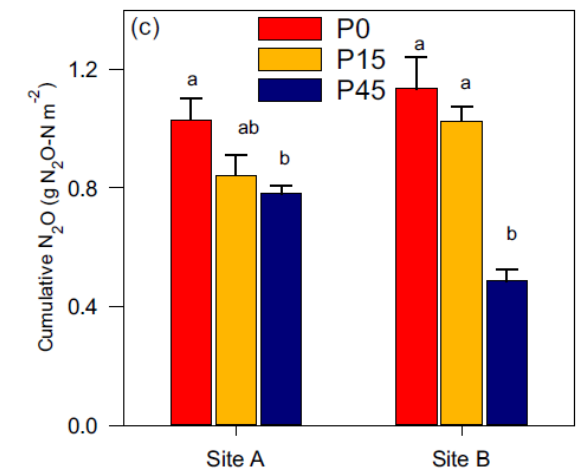 (c)
P0
P15
P45
Cumulative N₂O (g N₂O-N m⁻²)
1.2
0.8
0.4
0.0
a
ab
b
a
a
b
Site A
Site B